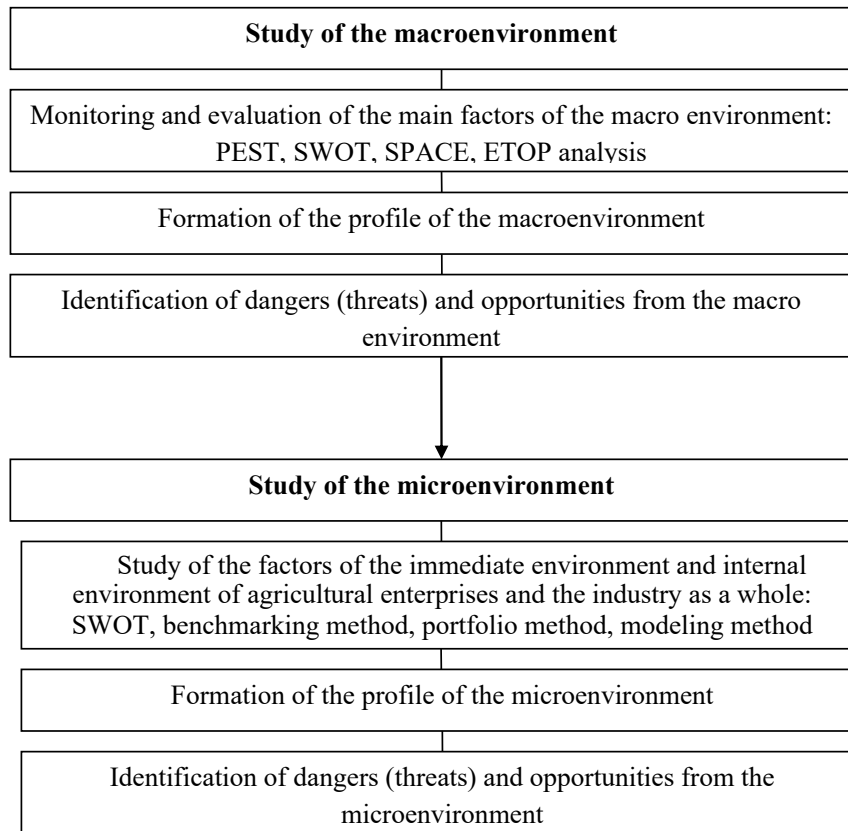 Study of the macroenvironment
Monitoring and evaluation of the main factors of the macro environment:
PEST, SWOT, SPACE, ETOP analysis
Formation of the profile of the macroenvironment
Identification of dangers (threats) and opportunities from the macro
environment
Study of the microenvironment
Study of the factors of the immediate environment and internal
environment of agricultural enterprises and the industry as a whole:
SWOT, benchmarking method, portfolio method, modeling method
Formation of the profile of the microenvironment
Identification of dangers (threats) and opportunities from the
microenvironment